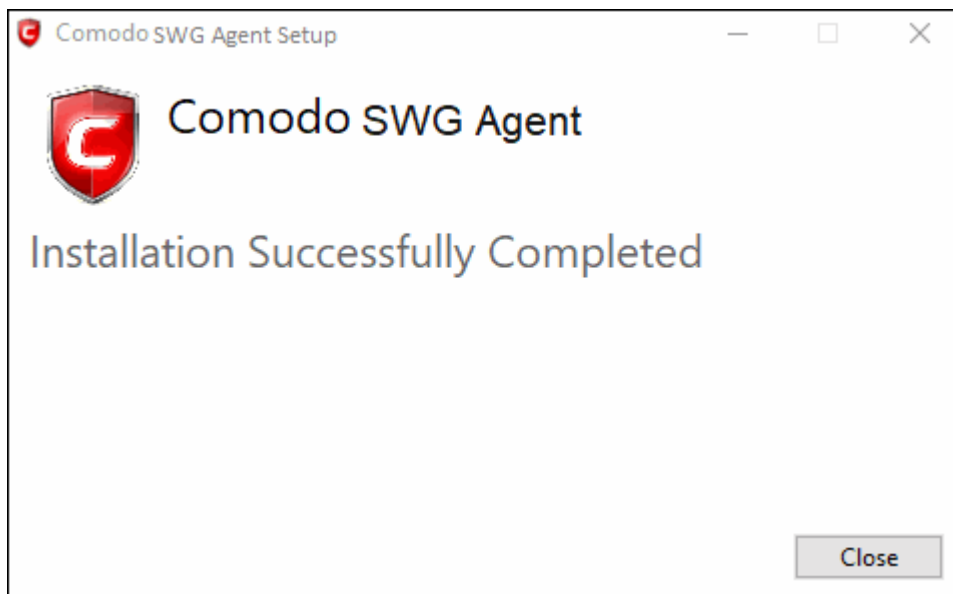 Comodo SWG Agent Setup
Comodo SWG Agent
Installation Successfully Completed
Close